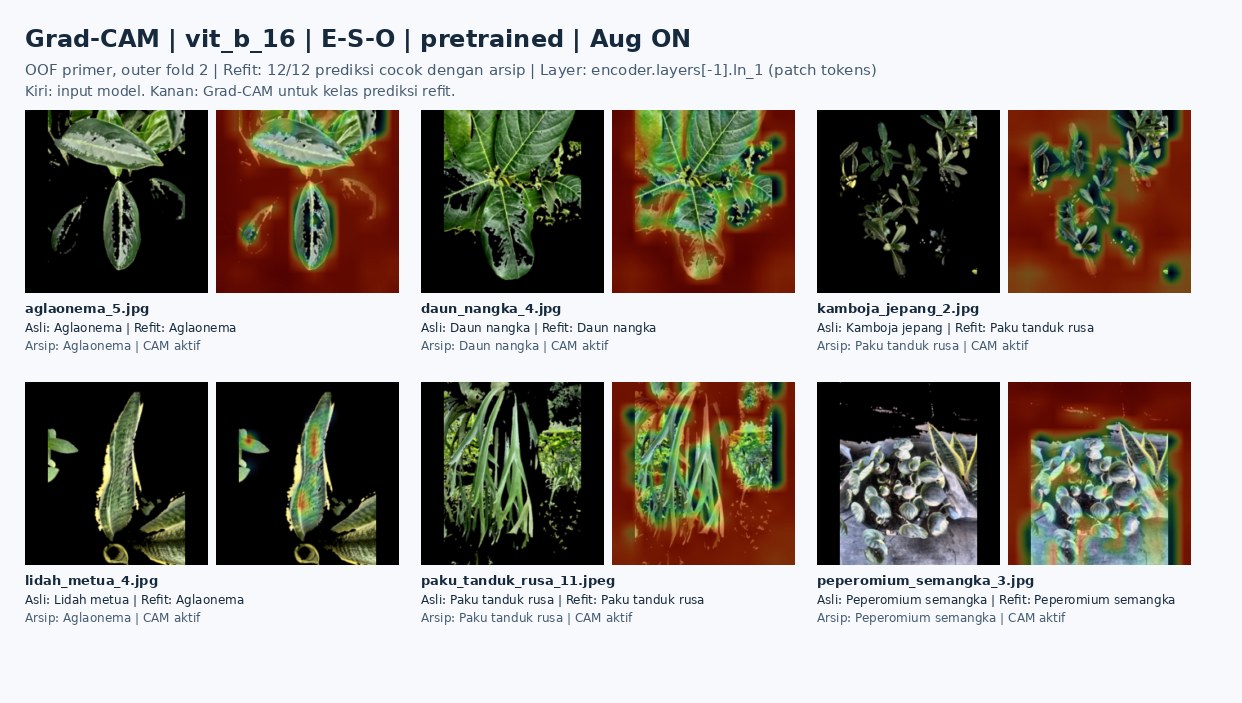 Grad-CAM | vit_b_16 | E-S-O | pretrained | Aug ON
OOF primer, outer fold 2 | Refit: 12/12 prediksi cocok dengan arsip | Layer: encoder.layers[-1].ln_1 (patch tokens)
Kiri: input model. Kanan: Grad-CAM untuk kelas prediksi refit.
aglaonema_5.jpg
Asli: Aglaonema | Refit: Aglaonema
Arsip: Aglaonema | CAM aktif
daun_nangka_4.jpg
Asli: Daun nangka | Refit: Daun nangka
Arsip: Daun nangka | CAM aktif
kamboja_jepang_2.jpg
Asli: Kamboja jepang | Refit: Paku tanduk rusa
Arsip: Paku tanduk rusa | CAM aktif
lidah_metua_4.jpg
Asli: Lidah metua | Refit: Aglaonema
Arsip: Aglaonema | CAM aktif
paku_tanduk_rusa_11.jpeg
Asli: Paku tanduk rusa | Refit: Paku tanduk rusa
Arsip: Paku tanduk rusa | CAM aktif
peperomium_semangka_3.jpg
Asli: Peperomium semangka | Refit: Peperomium semangka
Arsip: Peperomium semangka | CAM aktif